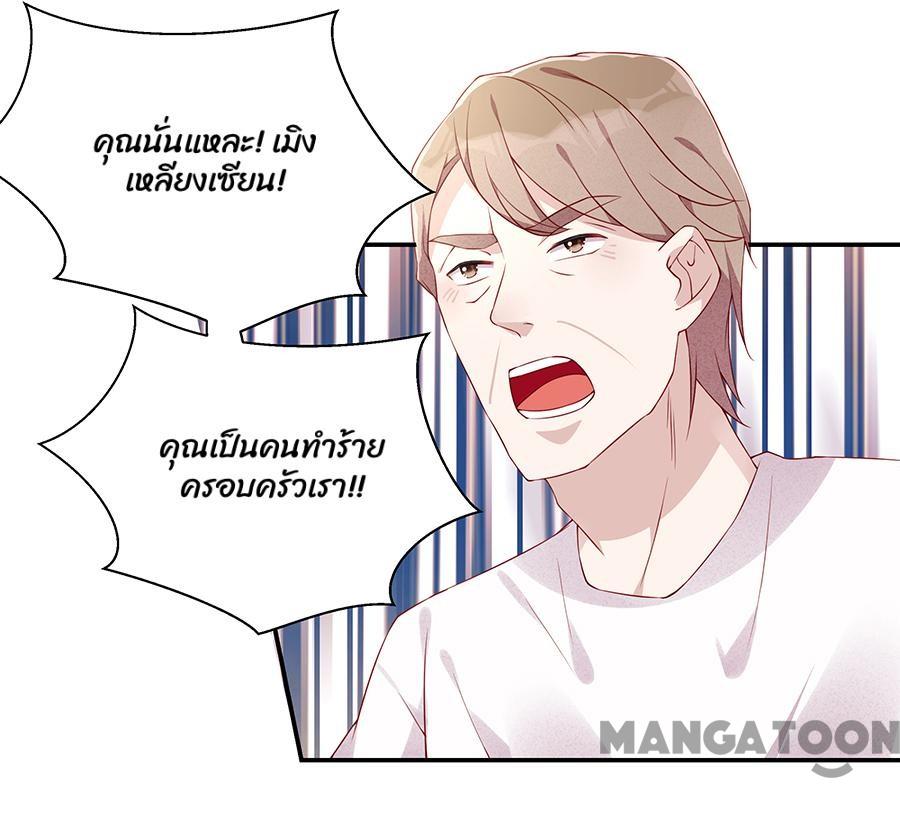 คุณนั่นแหละ! เมิง
เหลียงเซียน!
คุณเป็นคนทำร้าย
ครอบครัวเรา!!
MANGATOON